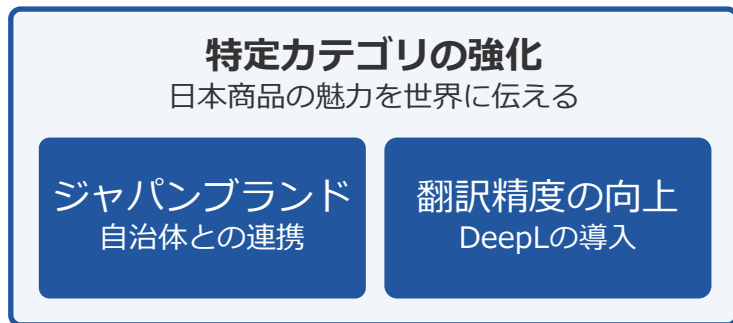 特定カテゴリの強化
日本商品の魅力を世界に伝える
ジャパンブランド
自治体との連携
翻訳精度の向上
DeepLの導入